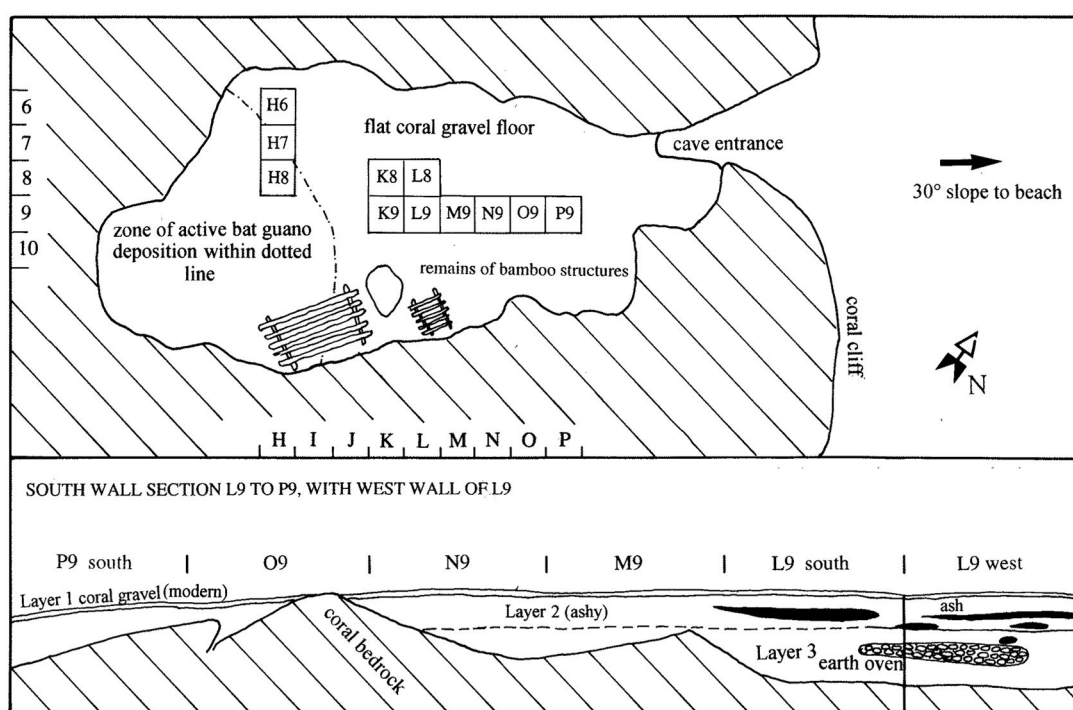 6
7
8
9
10
H6
H7
H8
flat coral gravel floor
K8 L8
K9 L9 M9 N9 O9 P9
cave entrance
30° slope to beach
zone of active bat guano
deposition within dotted
line
remains of bamboo structures
coral cliff
N
H I J K L M N O P
SOUTH WALL SECTION L9 TO P9, WITH WEST WALL OF L9
P9 south O9 N9 M9 L9 south L9 west
Layer 1 coral gravel (modern)
coral bedrock
Layer 2 (ashy)
ash
Layer 3
earth oven